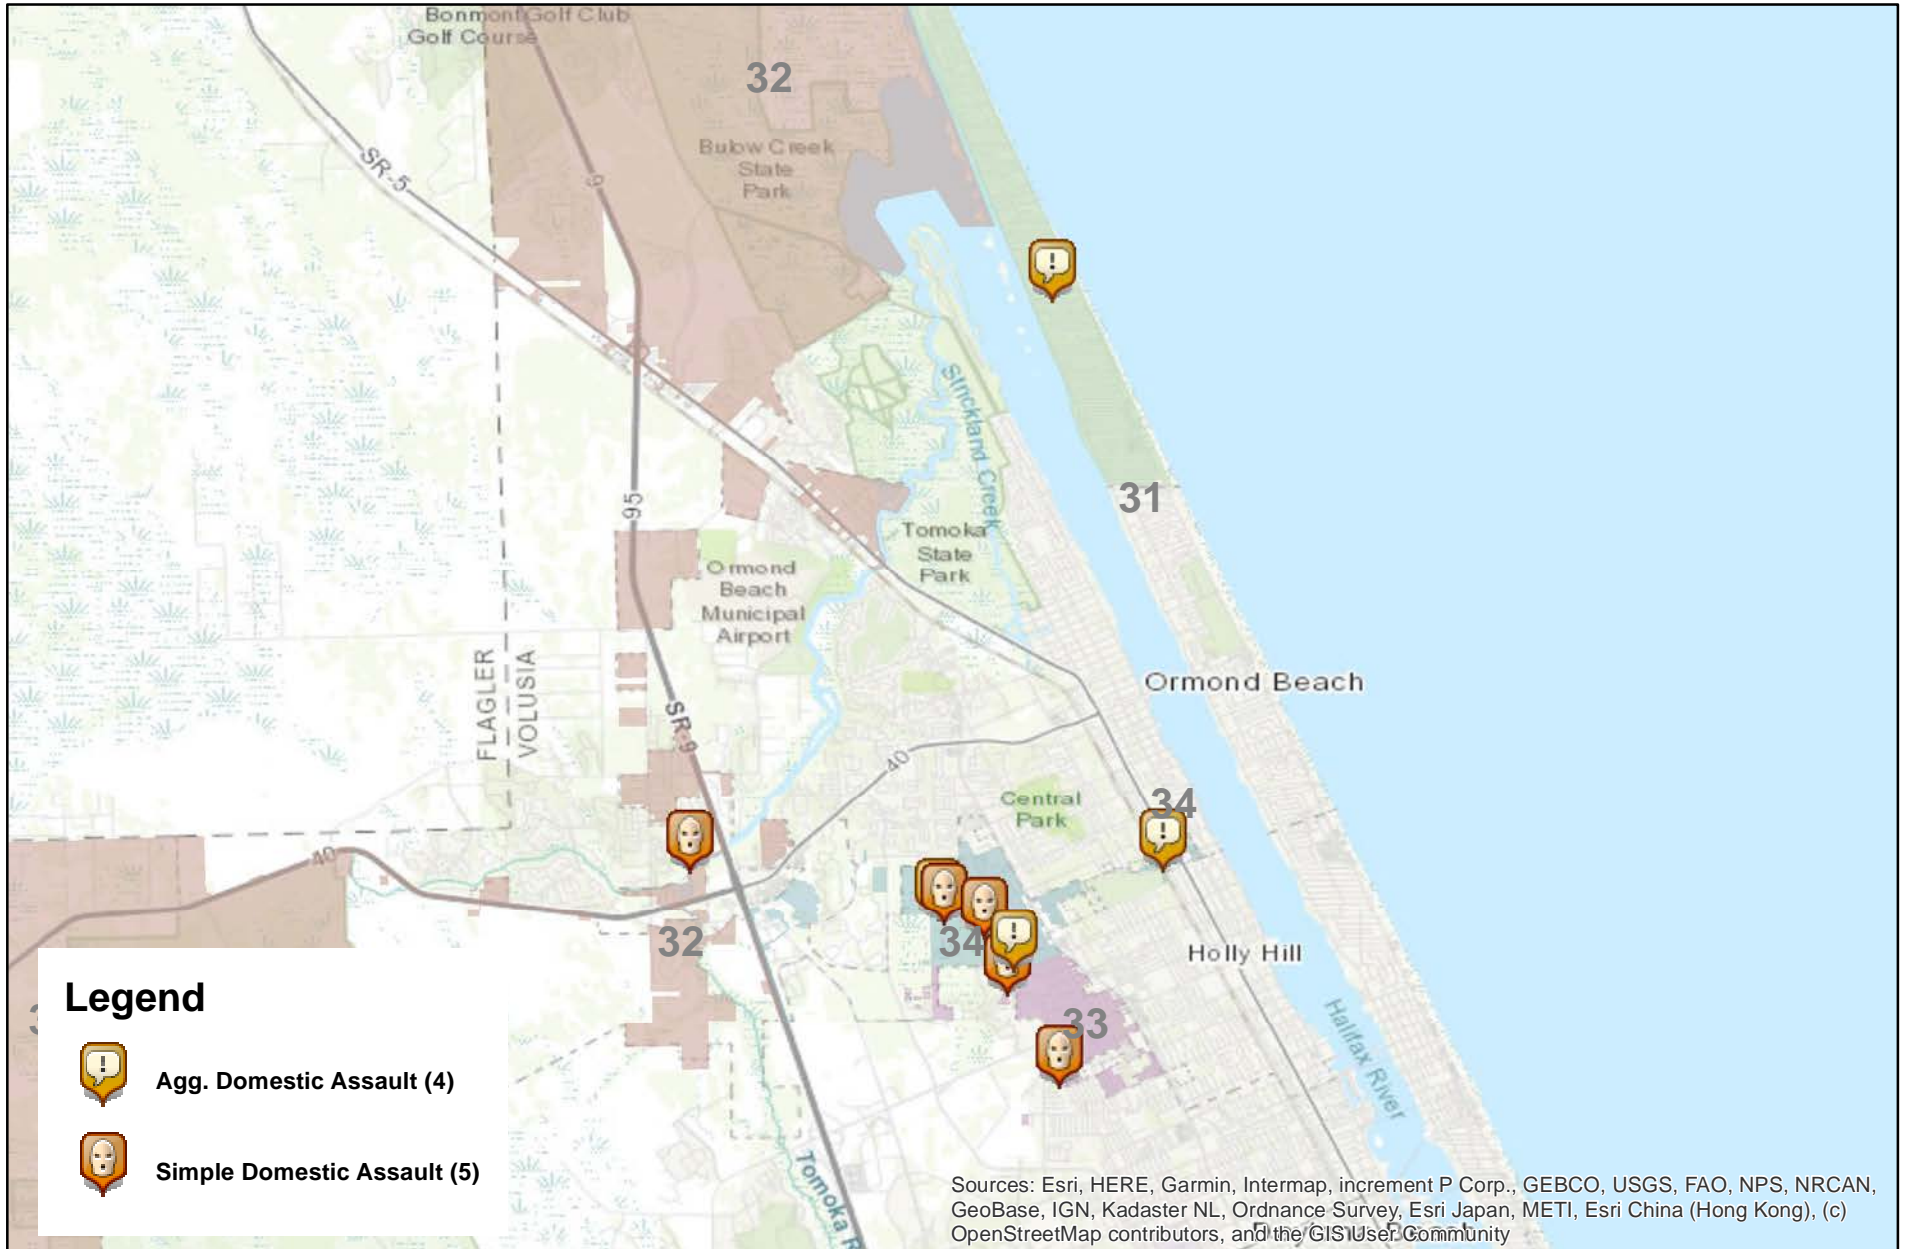 Bonmont Golf Club
Golf Course
32
SR-5
9
Bulow Creek
State
Park
Strickland Creek
31
95
Tomoka
State
Park
Ormond
Beach
Municipal
Airport
FLAGLER
VOLUSIA
SR-9
Ormond Beach
40
Central
Park
34
40
32
34
Holly Hill
33
Halifax River
Legend
Agg. Domestic Assault (4)
Simple Domestic Assault (5)
Tomoka R
Sources: Esri, HERE, Garmin, Intermap, increment P Corp., GEBCO, USGS, FAO, NPS, NRCAN,
GeoBase, IGN, Kadaster NL, Ordnance Survey, Esri Japan, METI, Esri China (Hong Kong), (c)
OpenStreetMap contributors, and the GIS User Community